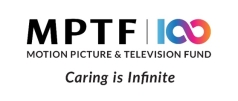 MPTF | 100
MOTION PICTURE & TELEVISION FUND
Caring is Infinite